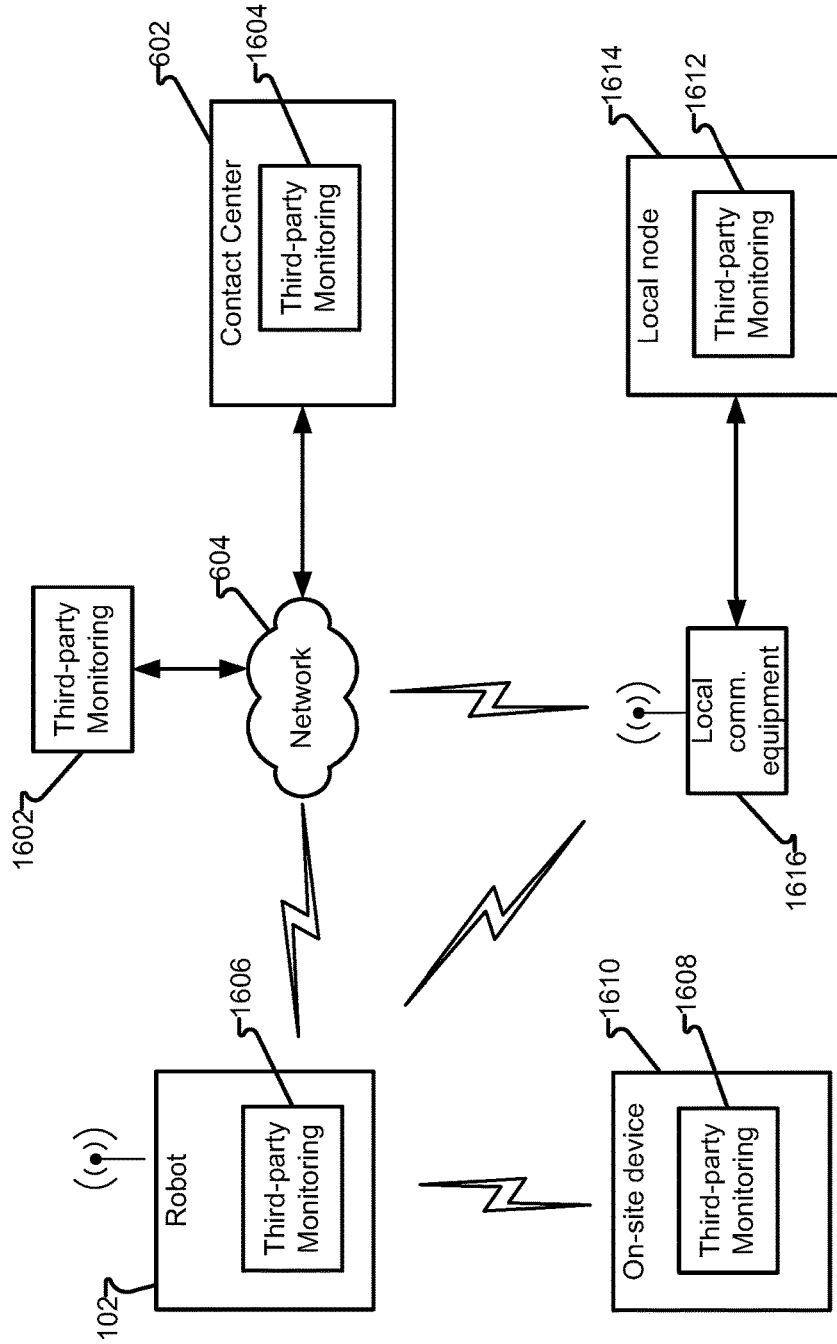 102
Robot
Third-party
Monitoring
1606
1602
Third-party
Monitoring
604
Network
Contact Center
602
Third-party
Monitoring
1604
On-site device
1610
Third-party
Monitoring
1608
Local
comm.
equipment
1616
Local node
1614
Third-party
Monitoring
1612